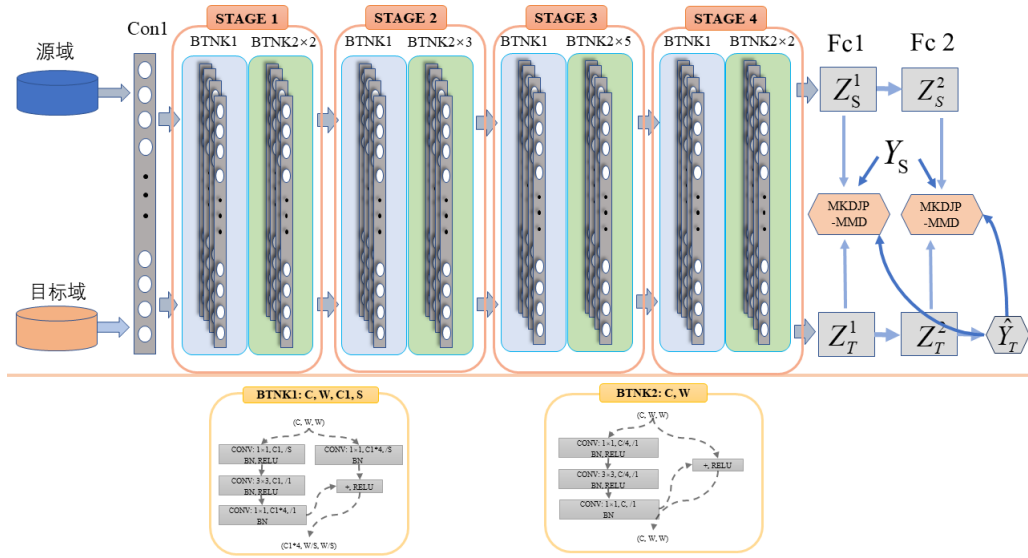 STAGE 1
STAGE 2
STAGE 3
STAGE 4
Con1
BTNK1
BTNK2×2
BTNK1
BTNK2×3
BTNK1
BTNK2×5
BTNK1
BTNK2×2
Fc1
Fc 2
源域
Z_S^1
Z_S^2
Y_S
MKDJP
-MMD
MKDJP
-MMD
目标域
Z_T^1
Z_T^2
Ŷ_T
BTNK1: C, W, C1, S
(C, W, W)
CONV: 1×1, C1, /S
BN, RELU
CONV: 1×1, C1*4, /S
BN
CONV: 3×3, C1, /1
BN, RELU
+, RELU
CONV: 1×1, C1*4, /1
BN
(C1*4, W/S, W/S)
BTNK2: C, W
(C, W, W)
CONV: 1×1, C/4, /1
BN, RELU
+, RELU
CONV: 3×3, C/4, /1
BN, RELU
CONV: 1×1, C, /1
BN
(C, W, W)